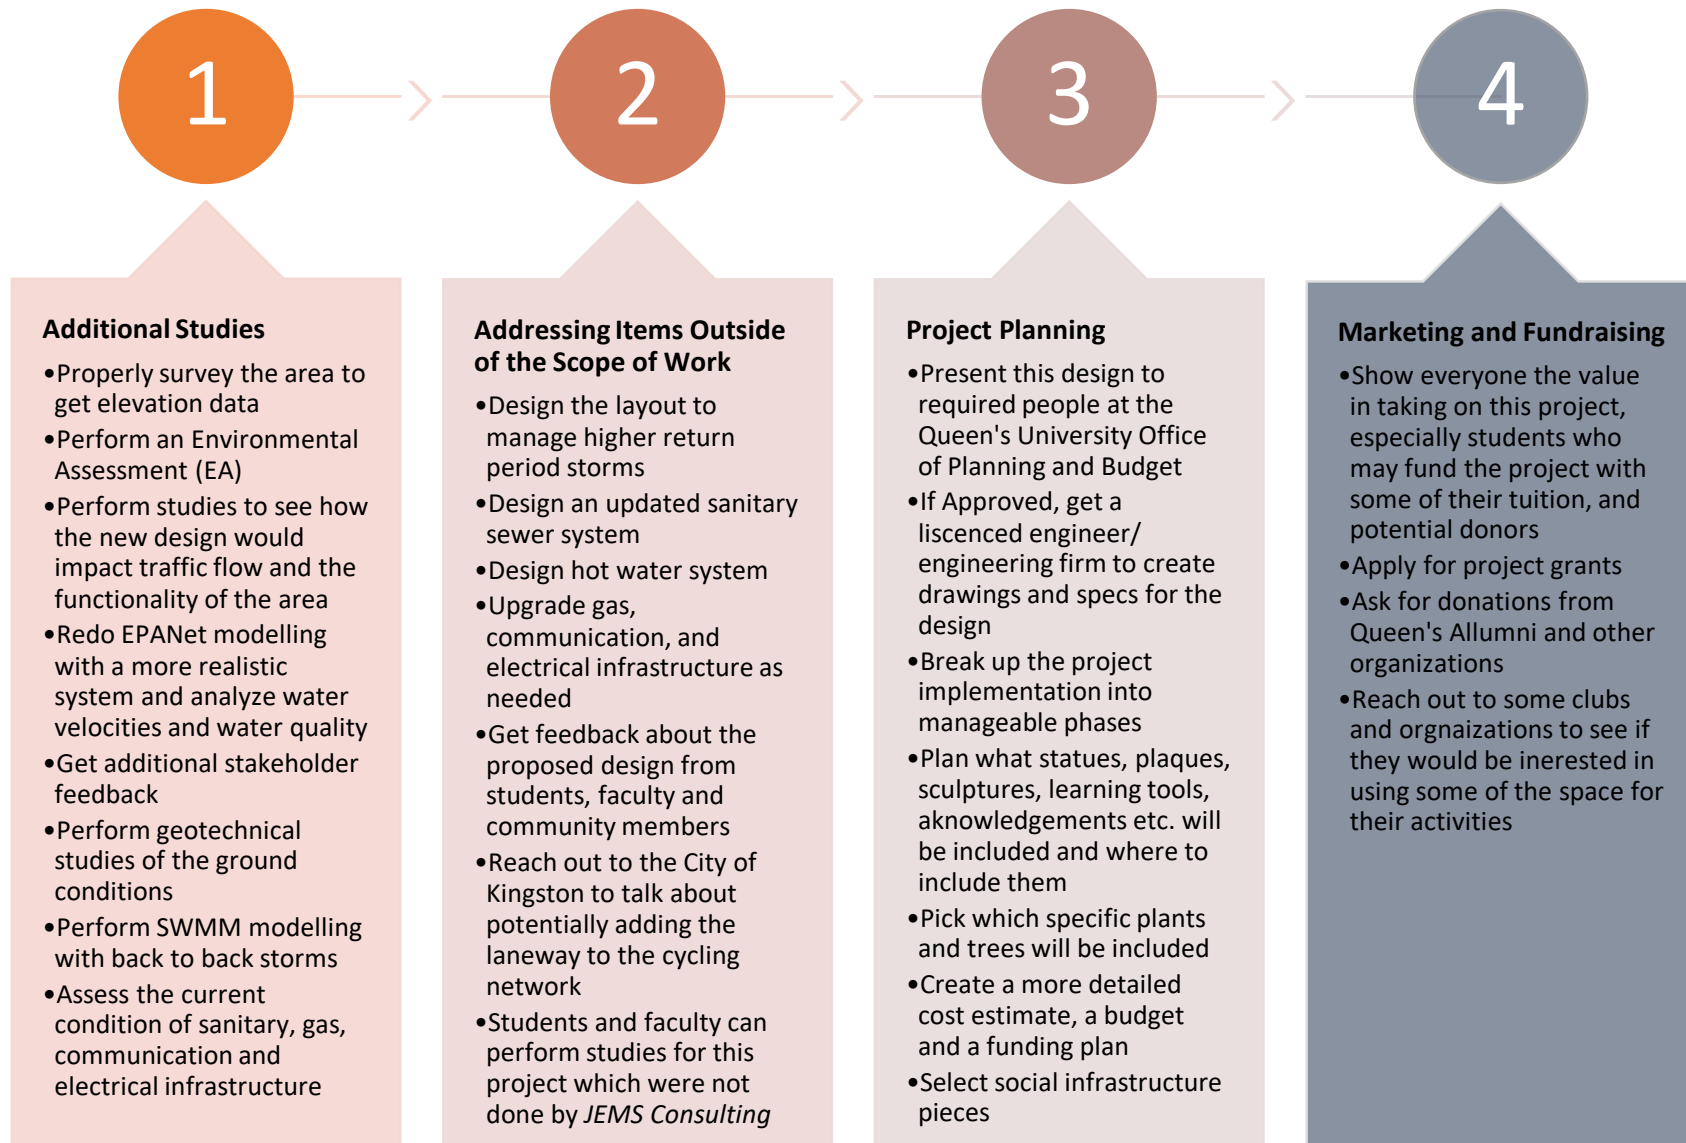 1
2
3
4
Additional Studies
•Properly survey the area to
get elevation data
•Perform an Environmental
Assessment (EA)
•Perform studies to see how
the new design would
impact traffic flow and the
functionality of the area
•Redo EPANet modelling
with a more realistic
system and analyze water
velocities and water quality
•Get additional stakeholder
feedback
•Perform geotechnical
studies of the ground
conditions
•Perform SWMM modelling
with back to back storms
•Assess the current
condition of sanitary, gas,
communication and
electrical infrastructure
Addressing Items Outside
of the Scope of Work
•Design the layout to
manage higher return
period storms
•Design an updated sanitary
sewer system
•Design hot water system
•Upgrade gas,
communication, and
electrical infrastructure as
needed
•Get feedback about the
proposed design from
students, faculty and
community members
•Reach out to the City of
Kingston to talk about
potentially adding the
laneway to the cycling
network
•Students and faculty can
perform studies for this
project which were not
done by JEMS Consulting
Project Planning
•Present this design to
required people at the
Queen's University Office
of Planning and Budget
•If Approved, get a
liscenced engineer/
engineering firm to create
drawings and specs for the
design
•Break up the project
implementation into
manageable phases
•Plan what statues, plaques,
sculptures, learning tools,
aknowledgements etc. will
be included and where to
include them
•Pick which specific plants
and trees will be included
•Create a more detailed
cost estimate, a budget
and a funding plan
•Select social infrastructure
pieces
Marketing and Fundraising
•Show everyone the value
in taking on this project,
especially students who
may fund the project with
some of their tuition, and
potential donors
•Apply for project grants
•Ask for donations from
Queen's Allumni and other
organizations
•Reach out to some clubs
and orgnaizations to see if
they would be inerested in
using some of the space for
their activities